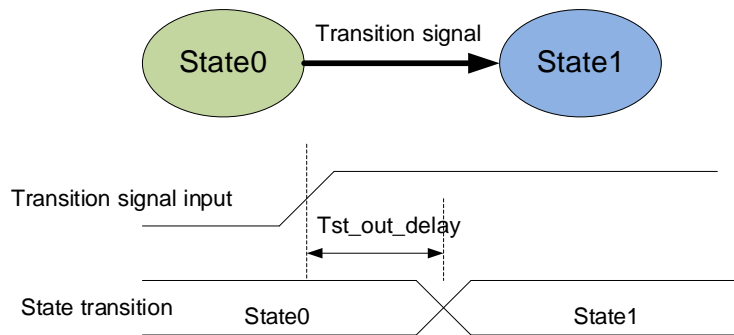 Transition signal
State0
State1
Transition signal input
Tst_out_delay
State transition
State0
State1